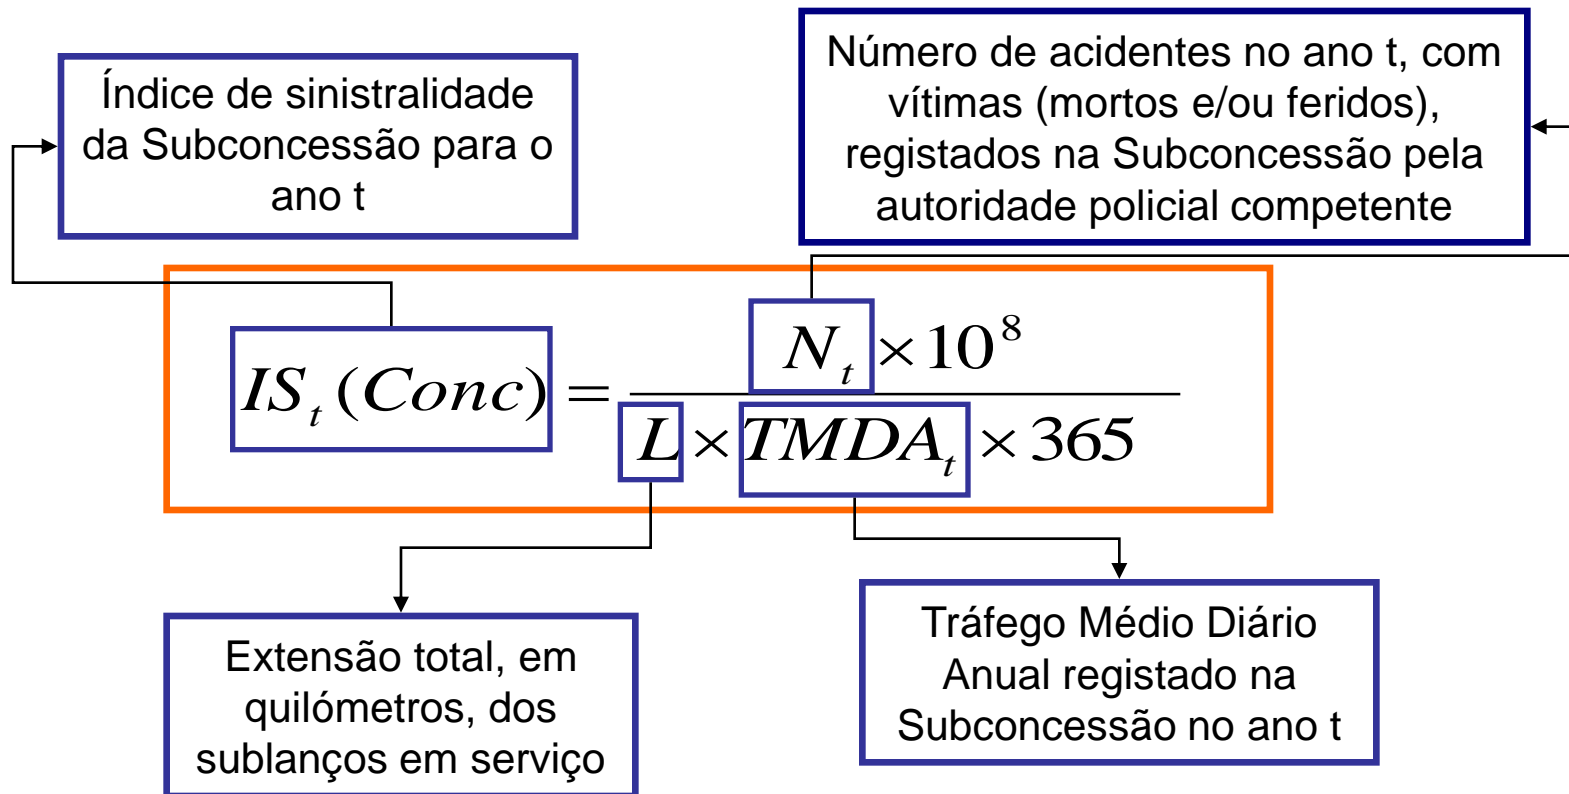 Índice de sinistralidade
da Subconcessão para o
ano t
Número de acidentes no ano t, com
vítimas (mortos e/ou feridos),
registados na Subconcessão pela
autoridade policial competente
IS_t (Conc) = \frac{N_t × 10^8}{L × TMDA_t × 365}
Extensão total, em
quilómetros, dos
sublanços em serviço
Tráfego Médio Diário
Anual registado na
Subconcessão no ano t